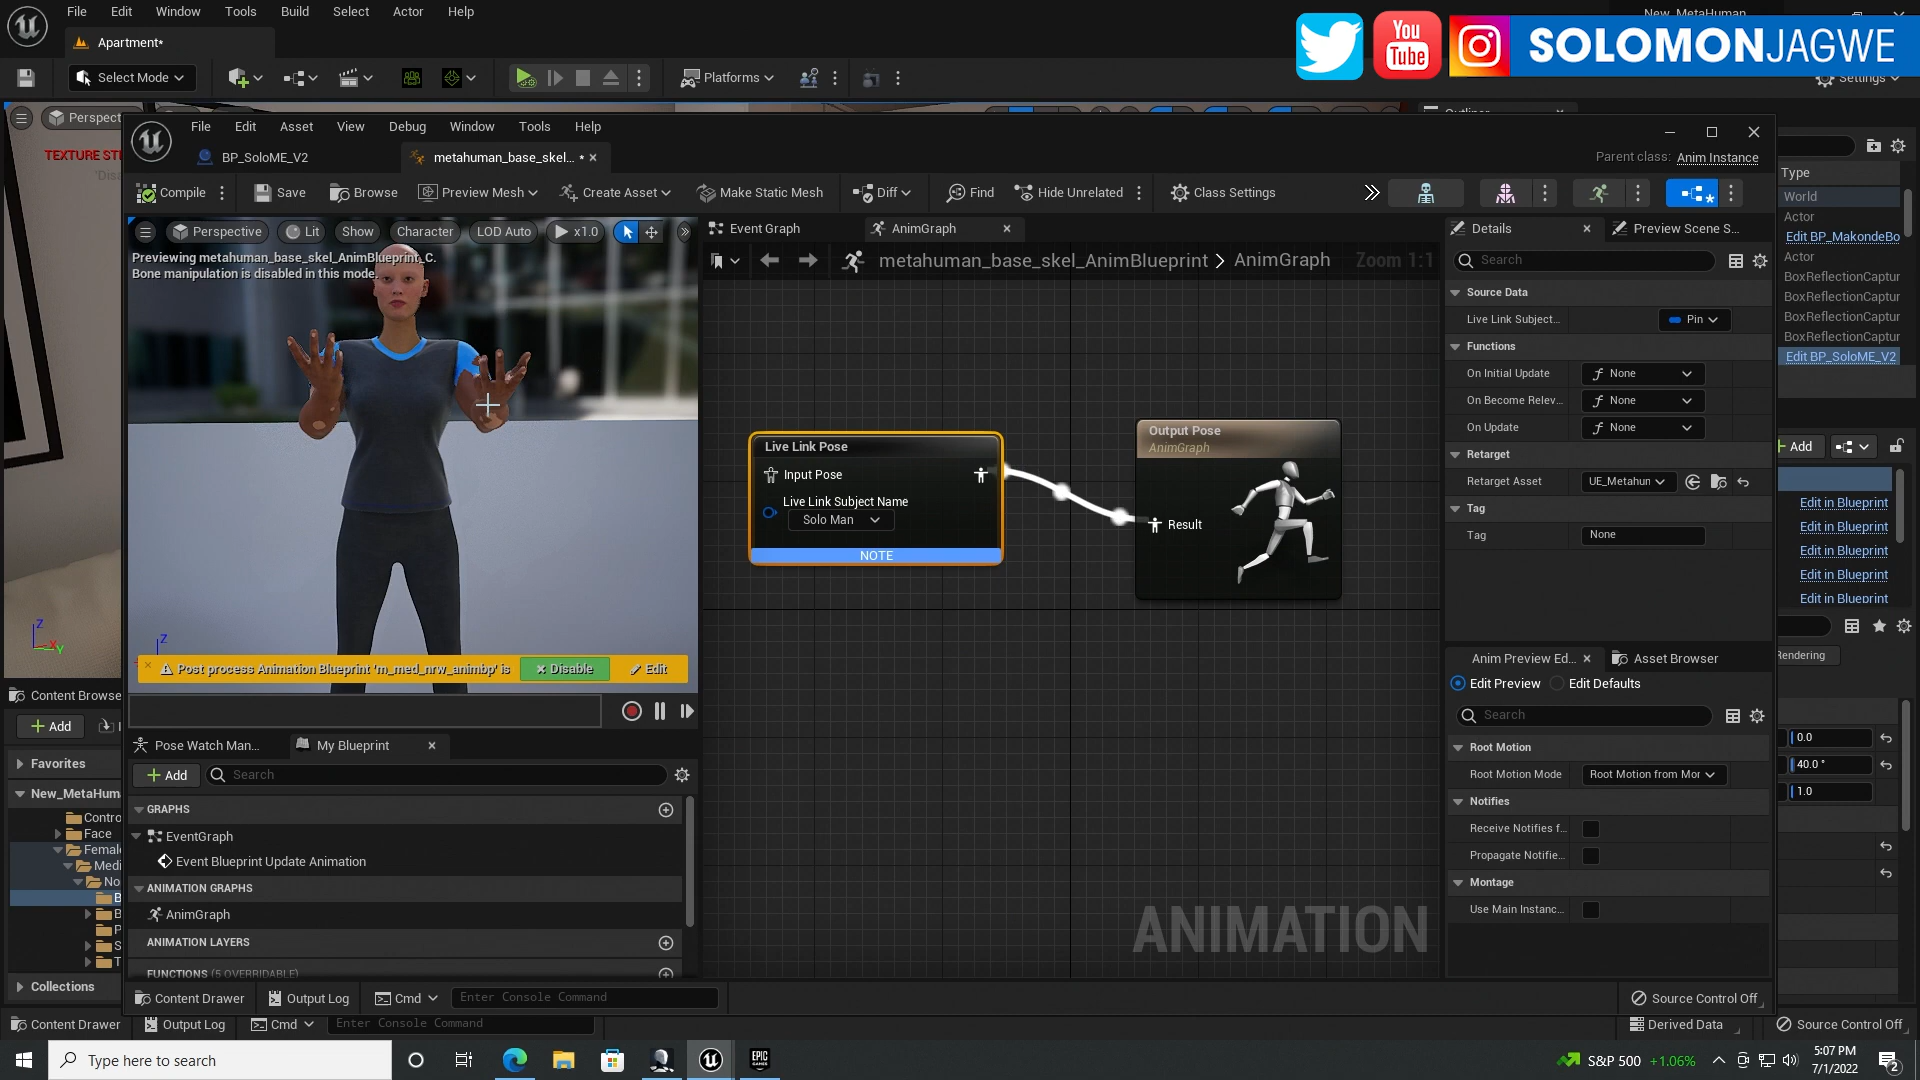 File Edit Window Tools Build Select Actor Help
New_MetaHuman
Apartment*
You
Tube
SOLOMONJAGWE
Select Mode
Platforms
Settings
Perspect
File Edit Asset View Debug Window Tools Help
TEXTURE ST
BP_SoloME_V2
metahuman_base_skel... *
Parent class: Anim Instance
Compile
Save
Browse
Preview Mesh
Create Asset
Make Static Mesh
Diff
Find
Hide Unrelated
Class Settings
Type
World
Actor
Edit BP_MakondeBo
Actor
BoxReflectionCaptur
BoxReflectionCaptur
BoxReflectionCaptur
BoxReflectionCaptur
Edit BP_SoloME_V2
Perspective
Lit
Show
Character
LOD Auto
x1.0
Previewing metahuman_base_skel_AnimBlueprint_C.
Bone manipulation is disabled in this mode.
Event Graph
AnimGraph
metahuman_base_skel_AnimBlueprint > AnimGraph
Zoom 1:1
Live Link Pose
Input Pose
Live Link Subject Name
Solo Man
NOTE
Output Pose
AnimGraph
Result
ANIMATION
Details
Preview Scene S...
Search
Source Data
Live Link Subject...
Pin
Functions
On Initial Update
None
On Become Relev...
None
On Update
None
Retarget
Retarget Asset
UE_Metahun
Tag
Tag
None
Add
Edit in Blueprint
Edit in Blueprint
Edit in Blueprint
Edit in Blueprint
Edit in Blueprint
Rendering
Post process Animation Blueprint 'm_med_nrw_animbp' is
Disable
Edit
Anim Preview Ed...
Asset Browser
Edit Preview
Edit Defaults
Search
Root Motion
Root Motion Mode
Root Motion from Mor
Notifies
Receive Notifies f...
Propagate Notifie...
Montage
Use Main Instanc...
0.0
40.0 °
1.0
Content Browse
Add
Favorites
New_MetaHum
Contro
Face
Female
Medi
No
B
B
P
S
T
Collections
Pose Watch Man...
My Blueprint
Add
Search
GRAPHS
EventGraph
Event Blueprint Update Animation
ANIMATION GRAPHS
AnimGraph
ANIMATION LAYERS
FUNCTIONS (5 OVERRIDABLE)
Content Drawer
Output Log
Cmd
Enter Console Command
Source Control Off
Content Drawer
Output Log
Cmd
Enter Console Command
Derived Data
Source Control Off
Type here to search
EPIC
GAMES
S&P 500 +1.06%
5:07 PM
7/1/2022
2